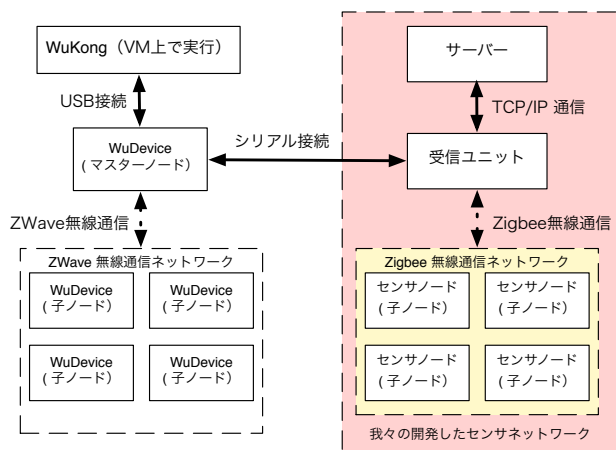 WuKong（VM上で実行）
USB接続
WuDevice
( マスターノード）
ZWave無線通信
ZWave 無線通信ネットワーク
WuDevice
( 子ノード）
WuDevice
( 子ノード）
WuDevice
( 子ノード）
WuDevice
( 子ノード）
シリアル接続
サーバー
TCP/IP 通信
受信ユニット
Zigbee無線通信
Zigbee 無線通信ネットワーク
センサノード
( 子ノード）
センサノード
( 子ノード）
センサノード
( 子ノード）
センサノード
( 子ノード）
我々の開発したセンサネットワーク